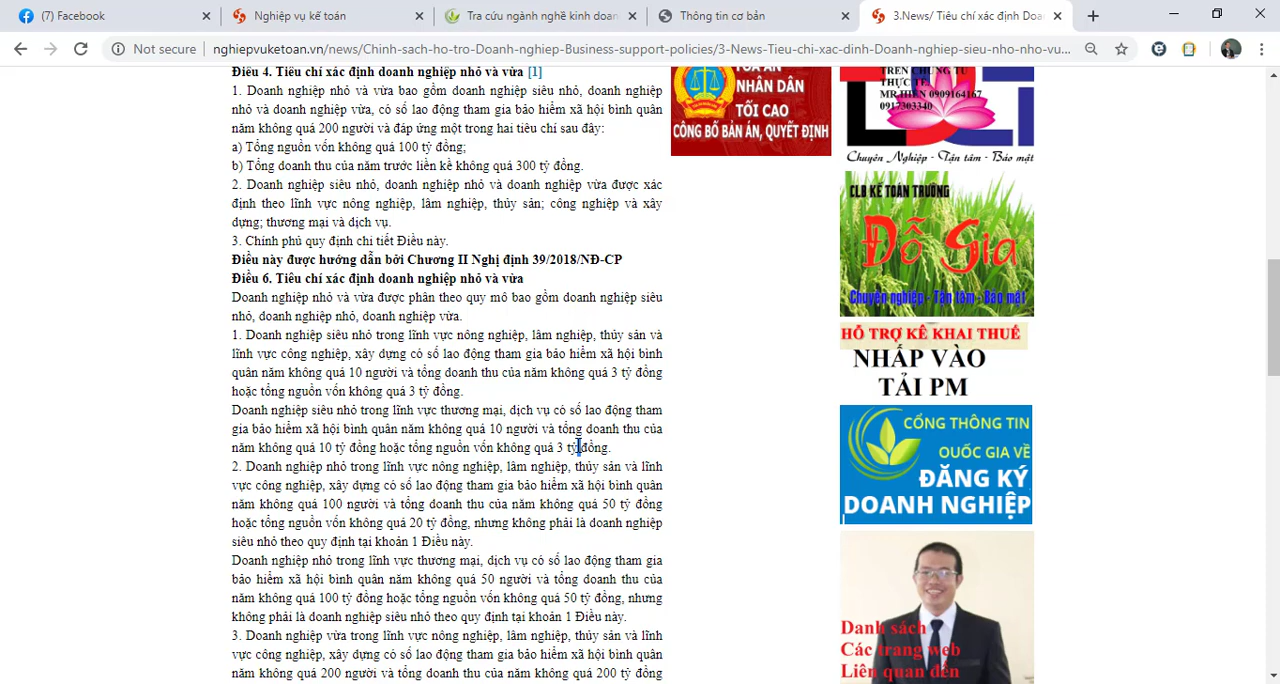 (7) Facebook
Nghiệp vụ kế toán
Tra cứu ngành nghề kinh doan
Thông tin cơ bản
3.News/ Tiêu chí xác định Doa
Not secure
nghiepvuketoan.vn/news/Chinh-sach-ho-tro-Doanh-nghiep-Business-support-policies/3-News-Tieu-chi-xac-dinh-Doanh-nghiep-sieu-nho-nho-vu...
Điều 4. Tiêu chí xác định doanh nghiệp nhỏ và vừa [1]
1. Doanh nghiệp nhỏ và vừa bao gồm doanh nghiệp siêu nhỏ, doanh nghiệp
nhỏ và doanh nghiệp vừa, có số lao động tham gia bảo hiểm xã hội bình quân
năm không quá 200 người và đáp ứng một trong hai tiêu chí sau đây:
a) Tổng nguồn vốn không quá 100 tỷ đồng;
b) Tổng doanh thu của năm trước liền kề không quá 300 tỷ đồng.
2. Doanh nghiệp siêu nhỏ, doanh nghiệp nhỏ và doanh nghiệp vừa được xác
định theo lĩnh vực nông nghiệp, lâm nghiệp, thủy sản; công nghiệp và xây
dựng; thương mại và dịch vụ.
3. Chính phủ quy định chi tiết Điều này.
Điều này được hướng dẫn bởi Chương II Nghị định 39/2018/NĐ-CP
Điều 6. Tiêu chí xác định doanh nghiệp nhỏ và vừa
Doanh nghiệp nhỏ và vừa được phân theo quy mô bao gồm doanh nghiệp siêu
nhỏ, doanh nghiệp nhỏ, doanh nghiệp vừa.
1. Doanh nghiệp siêu nhỏ trong lĩnh vực nông nghiệp, lâm nghiệp, thủy sản và
lĩnh vực công nghiệp, xây dựng có số lao động tham gia bảo hiểm xã hội bình
quân năm không quá 10 người và tổng doanh thu của năm không quá 3 tỷ đồng
hoặc tổng nguồn vốn không quá 3 tỷ đồng.
Doanh nghiệp siêu nhỏ trong lĩnh vực thương mại, dịch vụ có số lao động tham
gia bảo hiểm xã hội bình quân năm không quá 10 người và tổng doanh thu của
năm không quá 10 tỷ đồng hoặc tổng nguồn vốn không quá 3 tỷ đồng.
2. Doanh nghiệp nhỏ trong lĩnh vực nông nghiệp, lâm nghiệp, thủy sản và lĩnh
vực công nghiệp, xây dựng có số lao động tham gia bảo hiểm xã hội bình quân
năm không quá 100 người và tổng doanh thu của năm không quá 50 tỷ đồng
hoặc tổng nguồn vốn không quá 20 tỷ đồng, nhưng không phải là doanh nghiệp
siêu nhỏ theo quy định tại khoản 1 Điều này.
Doanh nghiệp nhỏ trong lĩnh vực thương mại, dịch vụ có số lao động tham gia
bảo hiểm xã hội bình quân năm không quá 50 người và tổng doanh thu của
năm không quá 100 tỷ đồng hoặc tổng nguồn vốn không quá 50 tỷ đồng, nhưng
không phải là doanh nghiệp siêu nhỏ theo quy định tại khoản 1 Điều này.
3. Doanh nghiệp vừa trong lĩnh vực nông nghiệp, lâm nghiệp, thủy sản và lĩnh
vực công nghiệp, xây dựng có số lao động tham gia bảo hiểm xã hội bình quân
năm không quá 200 người và tổng doanh thu của năm không quá 200 tỷ đồng
TÒA ÁN
NHÂN DÂN
TỐI CAO
CÔNG BỐ BẢN ÁN, QUYẾT ĐỊNH
TRÊN CHỨNG TỪ
THỰC TẾ
MR.HIẾN 0909164167
0917303340
Chuyên Nghiệp - Tận tâm - Bảo mật
CLB KẾ TOÁN TRƯỞNG
Đỗ Gia
Chuyên nghiệp - Tận tâm - Bảo mật
HỖ TRỢ KÊ KHAI THUẾ
NHẤP VÀO
TẢI PM
CỔNG THÔNG TIN
QUỐC GIA VỀ
ĐĂNG KÝ
DOANH NGHIỆP
Danh sách
Các trang web
Liên quan đến